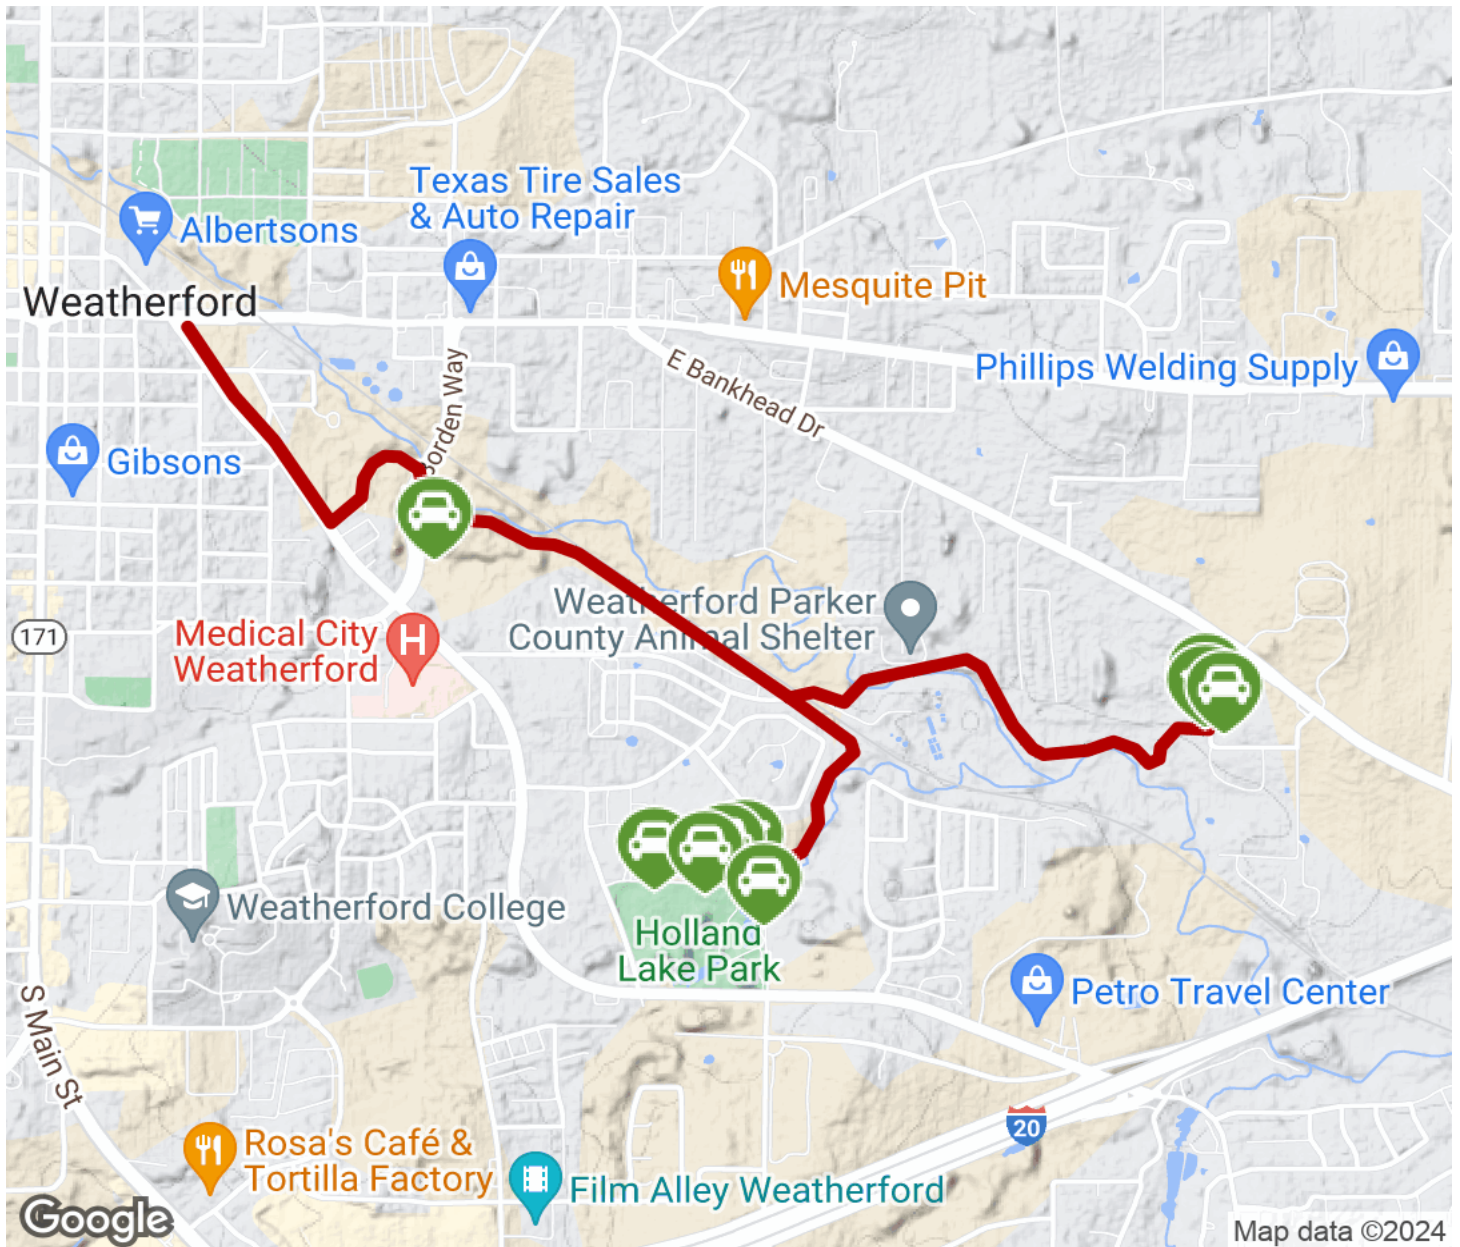 Texas Tire Sales
& Auto Repair
Albertsons
Mesquite Pit
Weatherford
Phillips Welding Supply
E Bankhead Dr
Borden Way
Gibsons
Weatherford Parker
County Animal Shelter
171
Medical City
Weatherford
H
Weatherford College
Holland
Lake Park
Petro Travel Center
S Main St
20
Rosa's Café &
Tortilla Factory
Film Alley Weatherford
Google
Map data ©2024